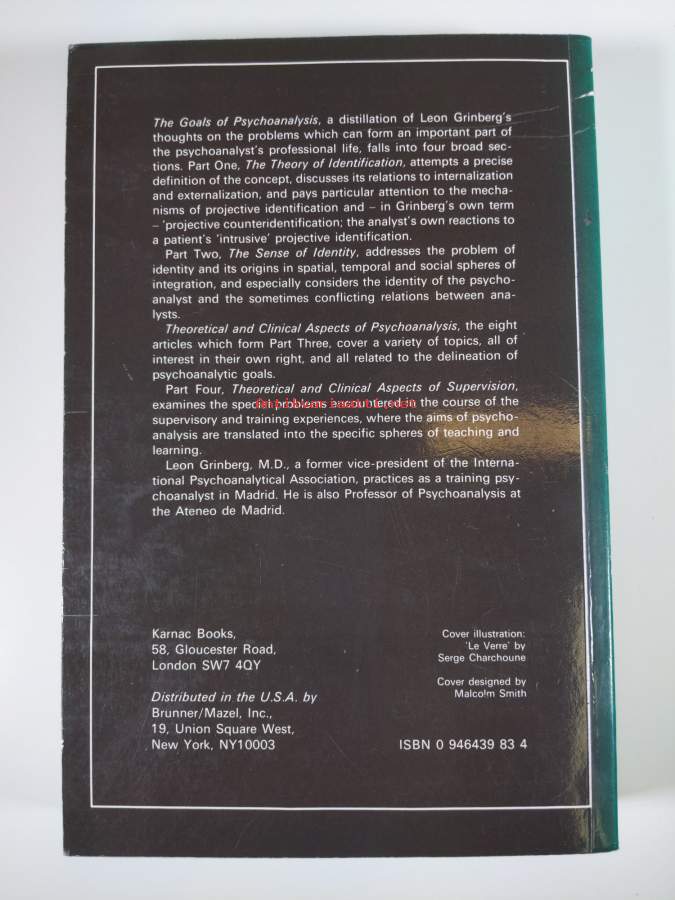 The Goals of Psychoanalysis, a distillation of Leon Grinberg's
thoughts on the problems which can form an important part of
the psychoanalyst's professional life, falls into four broad sec-
tions. Part One, The Theory of Identification, attempts a precise
definition of the concept, discusses its relations to internalization
and externalization, and pays particular attention to the mecha-
nisms of projective identification and – in Grinberg's own term
– 'projective counteridentification; the analyst's own reactions to
a patient's 'intrusive' projective identification.
Part Two, The Sense of Identity, addresses the problem of
identity and its origins in spatial, temporal and social spheres of
integration, and especially considers the identity of the psycho-
analyst and the sometimes conflicting relations between ana-
lysts.
Theoretical and Clinical Aspects of Psychoanalysis, the eight
articles which form Part Three, cover a variety of topics, all of
interest in their own right, and all related to the delineation of
psychoanalytic goals.
Part Four, Theoretical and Clinical Aspects of Supervision,
examines the special problems encountered in the course of the
supervisory and training experiences, where the aims of psycho-
analysis are translated into the specific spheres of teaching and
learning.
Leon Grinberg, M.D., a former vice-president of the Interna-
tional Psychoanalytical Association, practices as a training psy-
choanalyst in Madrid. He is also Professor of Psychoanalysis at
the Ateneo de Madrid.
Karnac Books,
58, Gloucester Road,
London SW7 4QY
Distributed in the U.S.A. by
Brunner/Mazel, Inc.,
19, Union Square West,
New York, NY10003
Cover illustration:
'Le Verre' by
Serge Charchoune
Cover designed by
Malcolm Smith
ISBN 0 946439 83 4